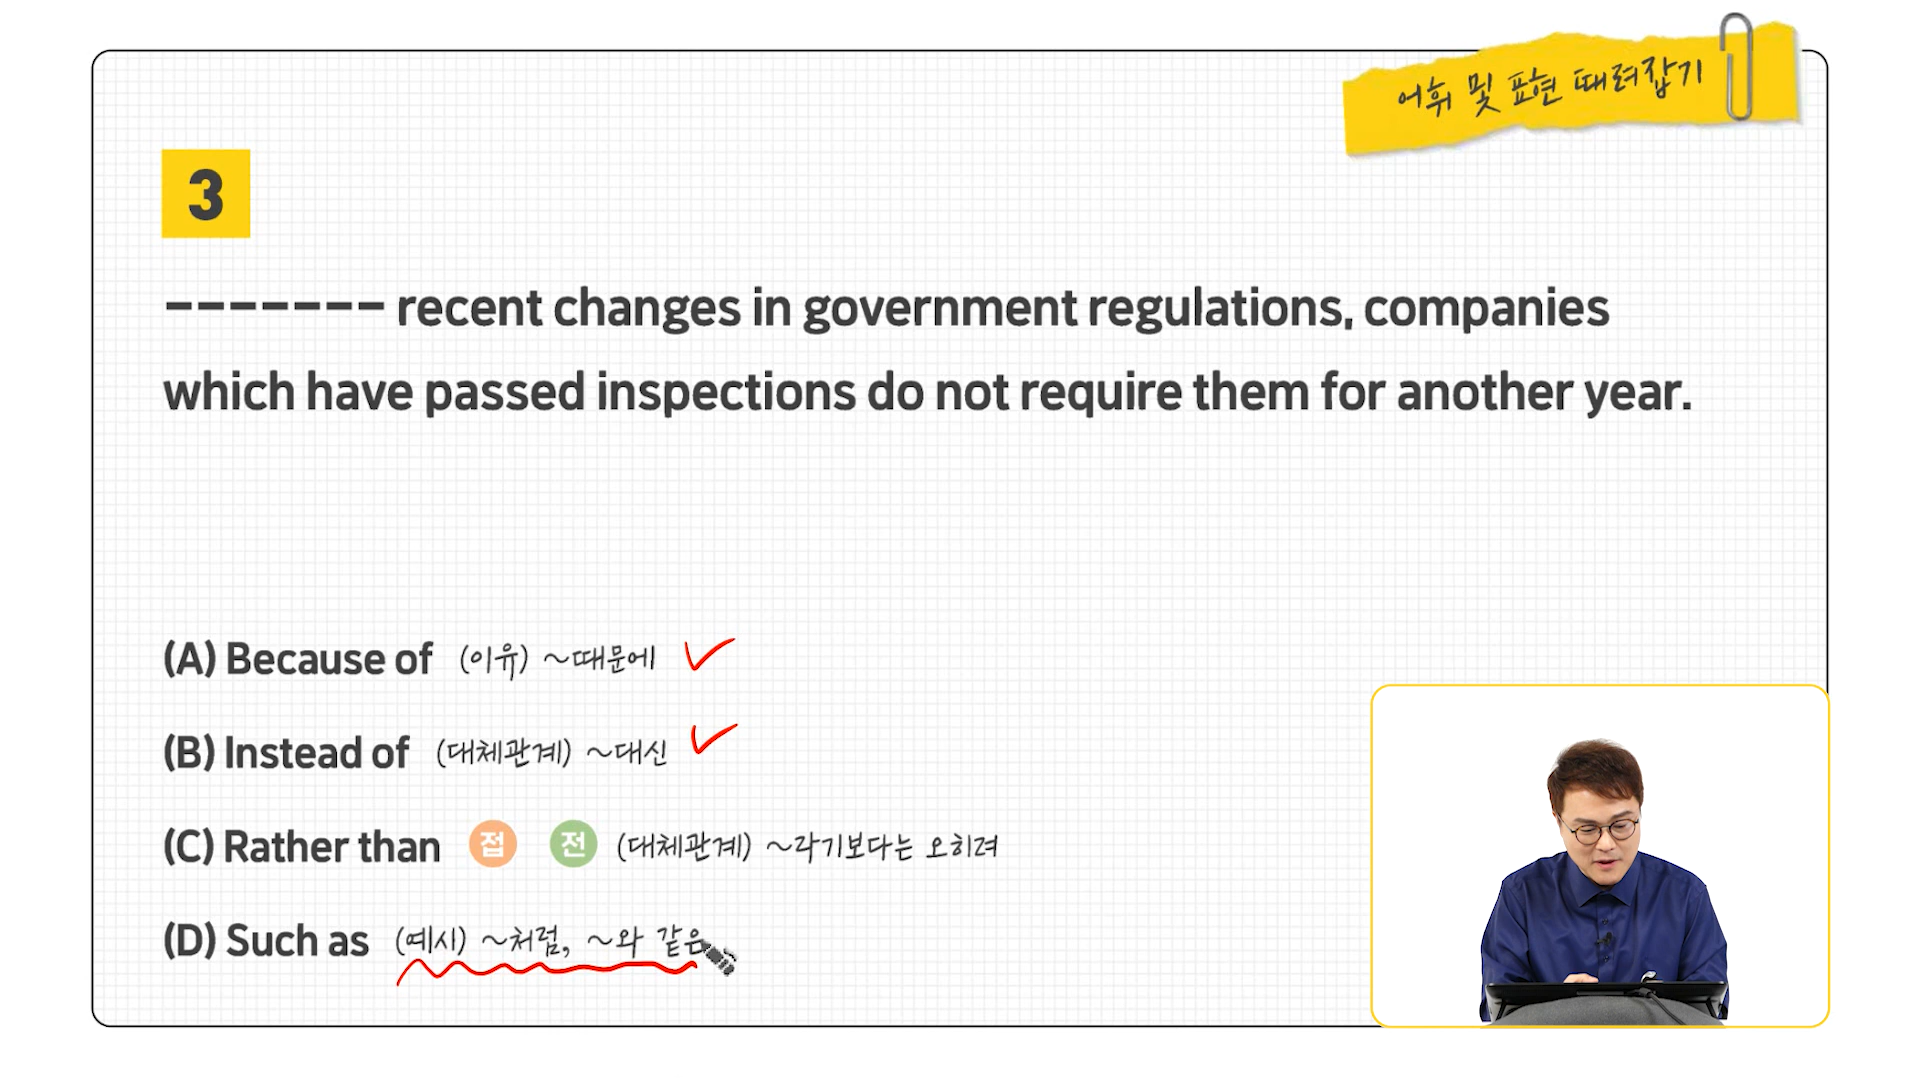 어휘 및 표현 때려잡기
3
------- recent changes in government regulations, companies
which have passed inspections do not require them for another year.
(A) Because of (이유) ~때문에
(B) Instead of (대체관계) ~대신
(C) Rather than 접 전 (대체관계) ~라기보다는 오히려
(D) Such as (예시) ~처럼, ~와 같은